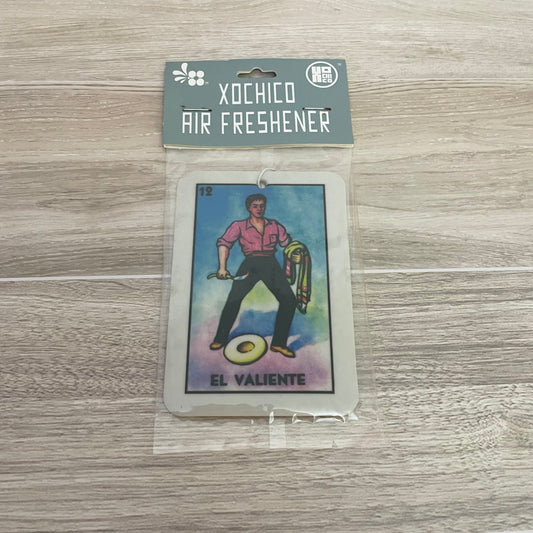 XOCHICO
AIR FRESHENER
12
EL VALIENTE